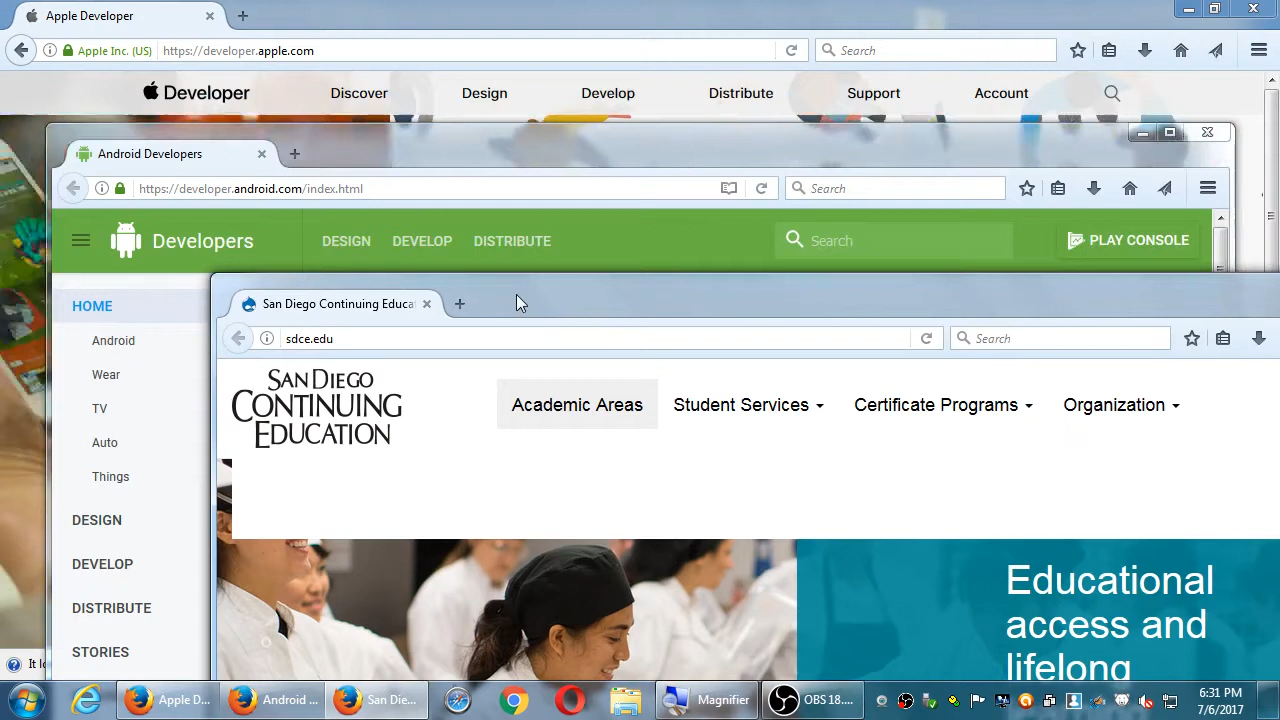 Apple Developer
Apple Inc. (US) https://developer.apple.com Search
Developer Discover Design Develop Distribute Support Account
Android Developers
https://developer.android.com/index.html Search
Developers DESIGN DEVELOP DISTRIBUTE Search PLAY CONSOLE
HOME
Android
Wear
TV
Auto
Things
DESIGN
DEVELOP
DISTRIBUTE
STORIES
San Diego Continuing Educa
sdce.edu Search
SAN DIEGO
CONTINUING
EDUCATION
Academic Areas Student Services Certificate Programs Organization
Educational
access and
lifelong
It
Apple D... Android ... San Die... Magnifier OBS 18.... 6:31 PM
7/6/2017